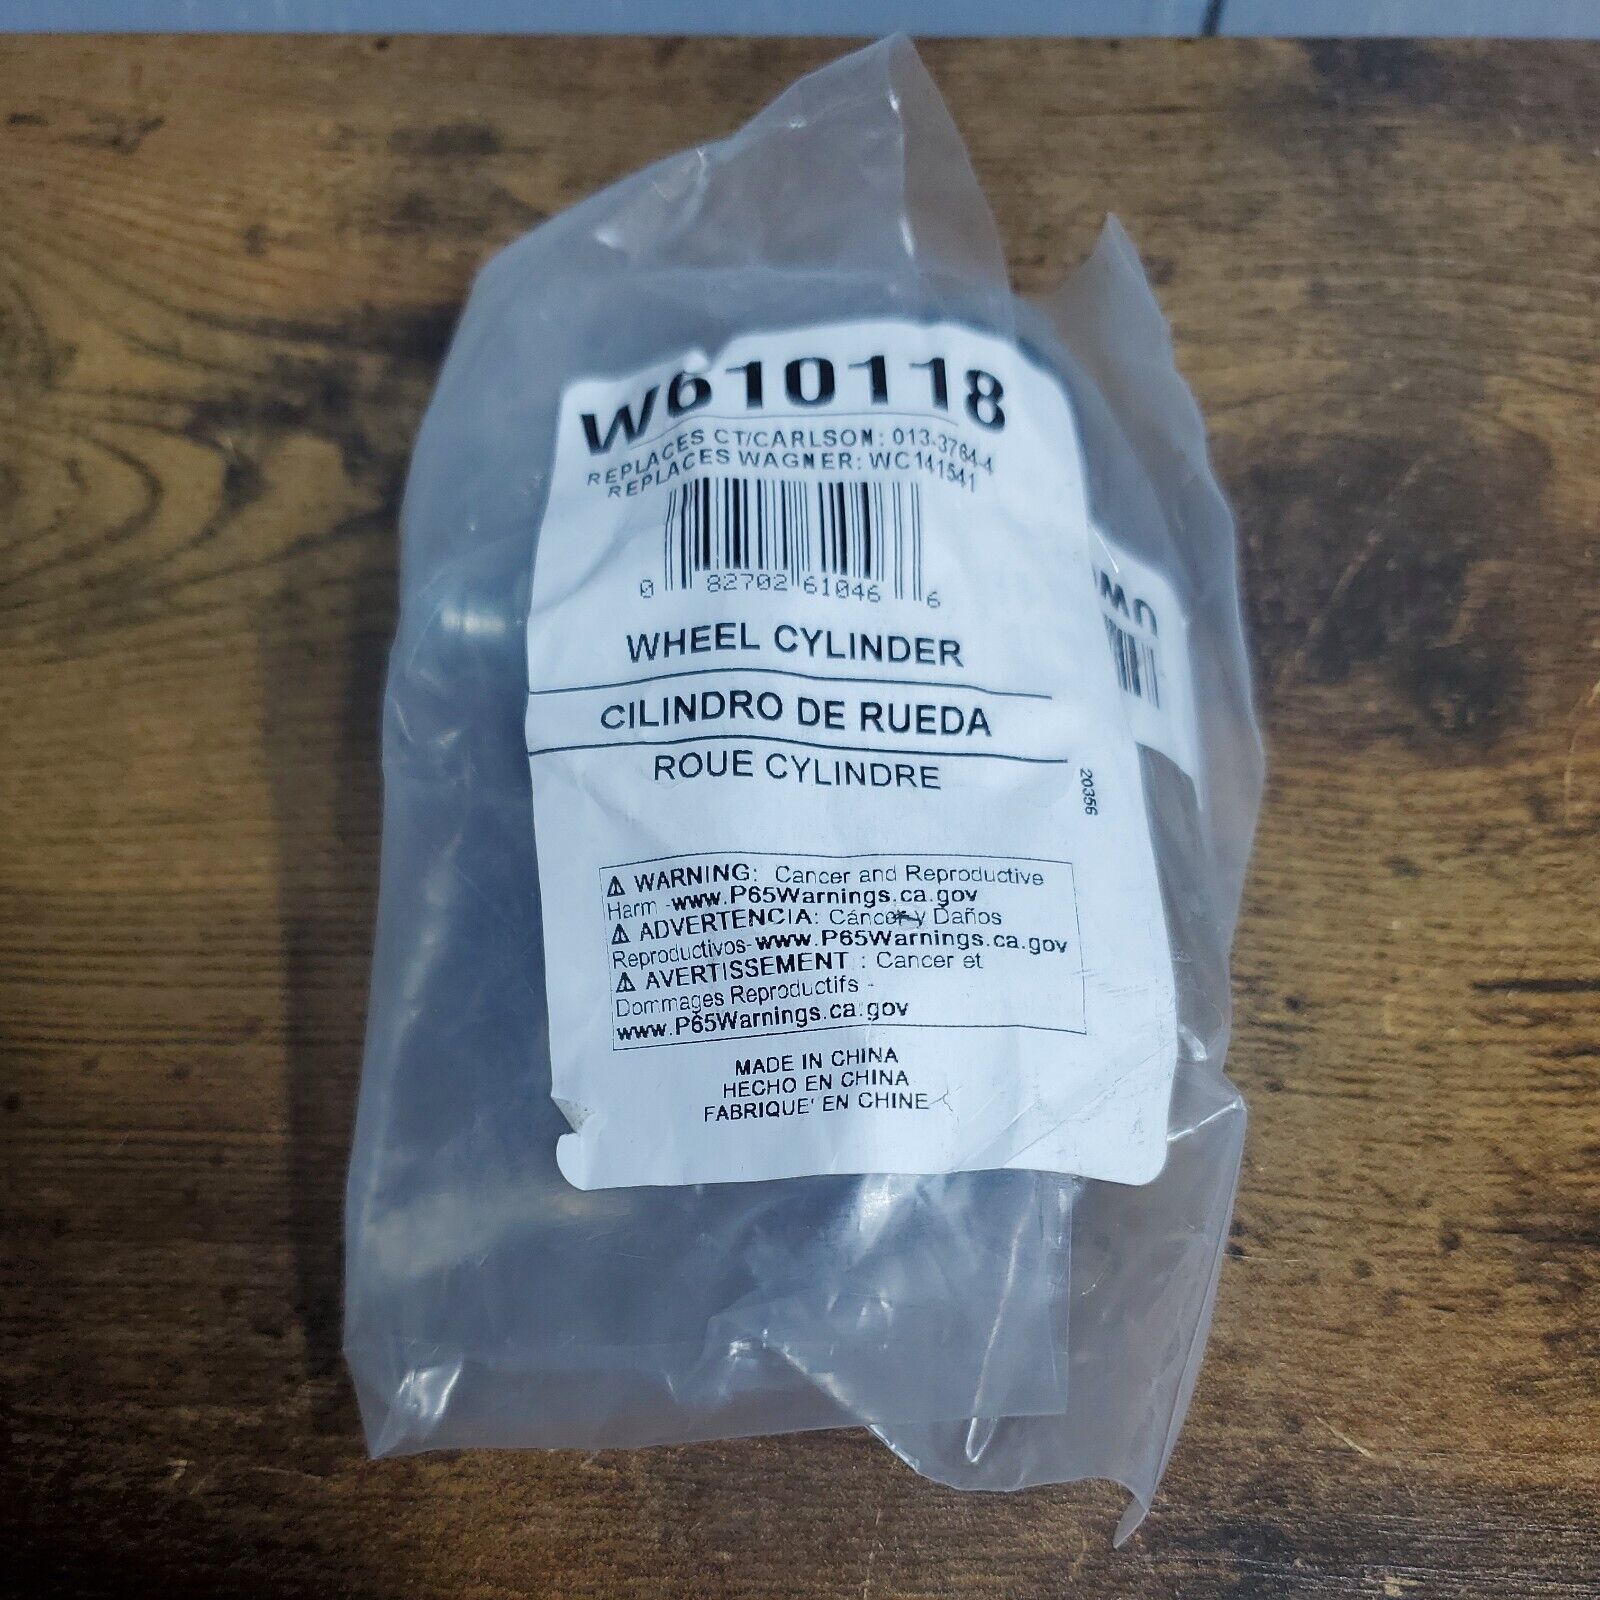 W610118
REPLACES CT/CARLSON: 013-3764-4
REPLACES WAGNER: WC141541
0 82702 61046 6
WHEEL CYLINDER
CILINDRO DE RUEDA
ROUE CYLINDRE
20356
⚠ WARNING: Cancer and Reproductive
Harm -www.P65Warnings.ca.gov
⚠ ADVERTENCIA: Cáncer y Daños
Reproductivos-www.P65Warnings.ca.gov
⚠ AVERTISSEMENT : Cancer et
Dommages Reproductifs -
www.P65Warnings.ca.gov
MADE IN CHINA
HECHO EN CHINA
FABRIQUE' EN CHINE